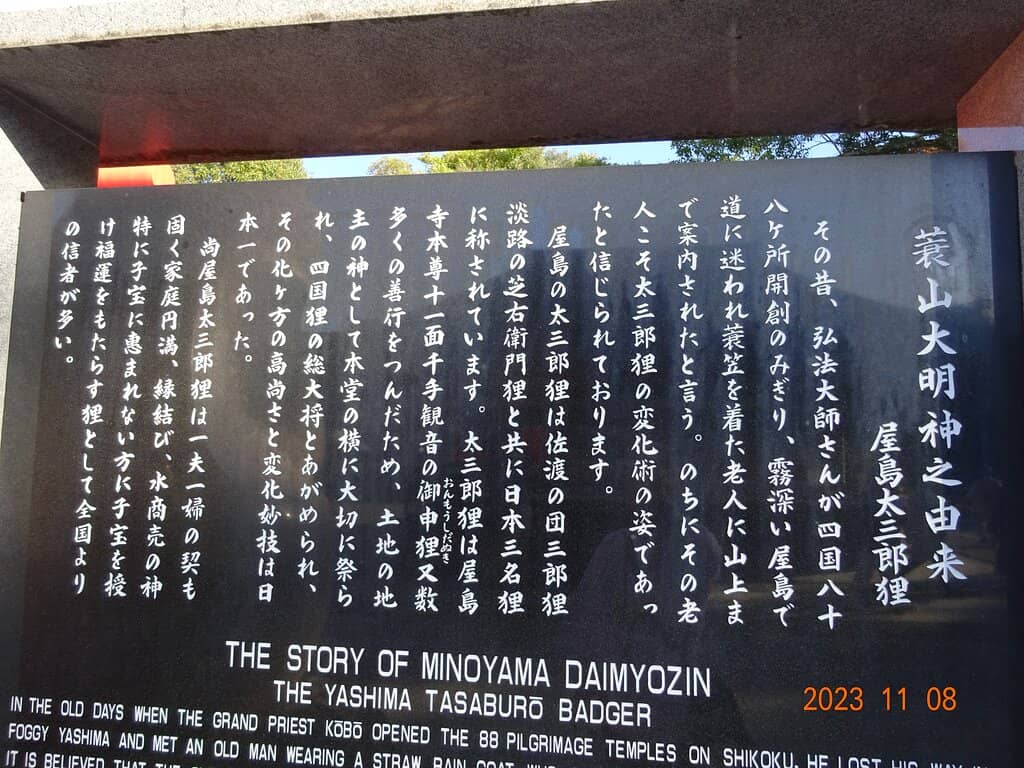 蓑山大明神之由来
屋島太三郎狸
その昔、弘法大師さんが四国八十
八ケ所開創のみぎり、霧深い屋島で
道に迷われ蓑笠を着た老人に山上ま
で案内されたと言う。のちにその老
人こそ太三郎狸の変化術の姿であっ
たと信じられております。
屋島の太三郎狸は佐渡の団三郎狸
淡路の芝右衛門狸と共に日本三名狸
に称されています。太三郎狸は屋島
寺本尊十一面千手観音の御申狸又数
おんもうしだぬき
多くの善行をつんだため、土地の地
主の神として本堂の横に大切に祭ら
れ、四国狸の総大将とあがめられ、
その化ケ方の高尚さと変化妙技は日
本一であった。
尚屋島太三郎狸は一夫一婦の契も
固く家庭円満、縁結び、水商売の神
特に子宝に恵まれない方に子宝を授
け福運をもたらす狸として全国より
の信者が多い。
THE STORY OF MINOYAMA DAIMYOZIN
THE YASHIMA TASABURŌ BADGER
IN THE OLD DAYS WHEN THE GRAND PRIEST KŌBŌ OPENED THE 88 PILGRIMAGE TEMPLES ON SHIKOKU, HE LOST HIS WAY IN
FOGGY YASHIMA AND MET AN OLD MAN WEARING A STRAW RAIN COAT
IT IS BELIEVED THAT THE
2023 11 08